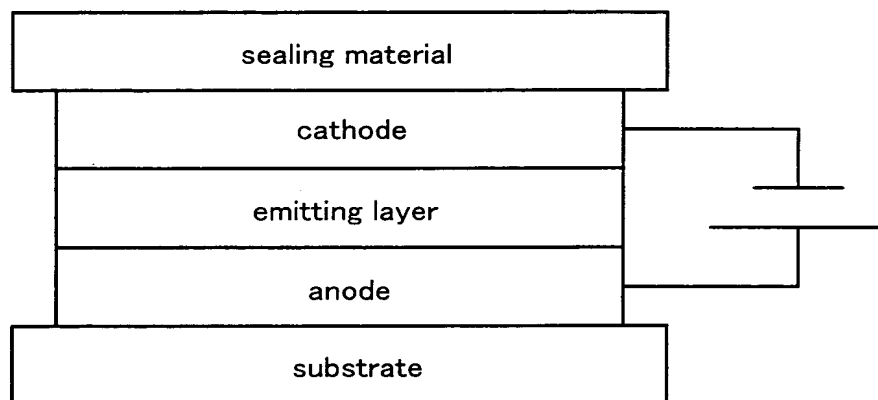 sealing material
cathode
emitting layer
anode
substrate